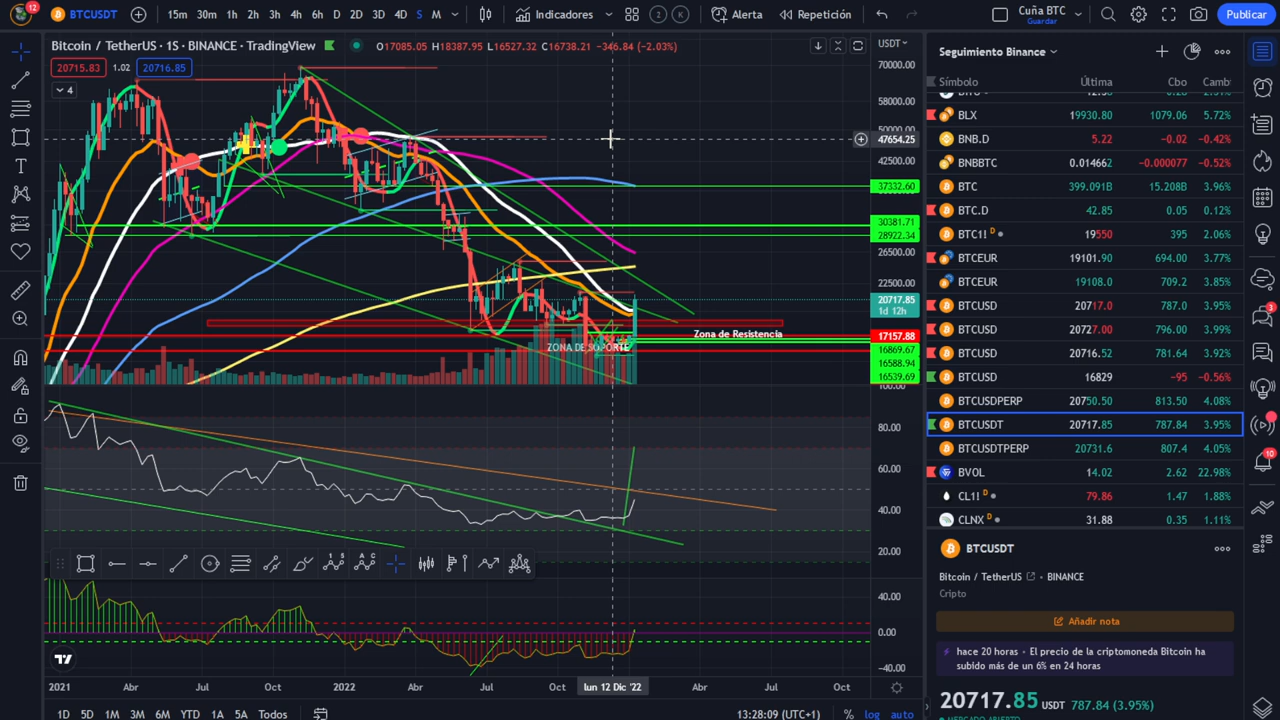 12
BTCUSDT
15m 30m 1h 2h 3h 4h 6h D 2D 3D 4D S M
Indicadores
2 K
Alerta
Repetición
Cuña BTC
Guardar
Publicar
Bitcoin / TetherUS · 1S · BINANCE · TradingView
O17085.05 H18387.95 L16527.32 C16738.21 -346.84 (-2.03%)
USDT
20715.83 1.02 20716.85
4
70000.00
58000.00
50000.00
47654.25
42500.00
37332.60
30381.71
28922.34
26500.00
22500.00
20717.85
1d 12h
17157.88
16869.67
16588.94
16539.69
Zona de Resistencia
ZONA DE SOPORTE
100.00
80.00
60.00
40.00
20.00
40.00
0.00
-40.00
2021 Abr Jul Oct 2022 Abr Jul Oct lun 12 Dic '22 Abr Jul Oct
1D 5D 1M 3M 6M YTD 1A 5A Todos
13:28:09 (UTC+1)
% log auto
Seguimiento Binance
Símbolo Última Cbo Camb
BLX 19930.80 1079.06 5.72%
BNB.D 5.22 -0.02 -0.42%
BNBBTC 0.014662 -0.000077 -0.52%
BTC 399.091B 15.208B 3.96%
BTC.D 42.85 0.05 0.12%
BTC1! D 19550 395 2.06%
BTCEUR 19101.90 694.00 3.77%
BTCEUR 19108.0 709.2 3.85%
BTCUSD 20717.0 787.0 3.95%
BTCUSD 20727.00 796.00 3.99%
BTCUSD 20716.52 781.64 3.92%
BTCUSD 16829 -95 -0.56%
BTCUSDPERP 20750.50 813.50 4.08%
BTCUSDT 20717.85 787.84 3.95%
BTCUSDTPERP 20731.6 807.4 4.05%
BVOL 14.02 2.62 22.98%
CL1! D 79.86 1.47 1.88%
CLNX D 31.88 0.35 1.11%
BTCUSDT
Bitcoin / TetherUS · BINANCE
Cripto
Añadir nota
hace 20 horas · El precio de la criptomoneda Bitcoin ha
subido más de un 6% en 24 horas
20717.85 USDT 787.84 (3.95%)
3
10